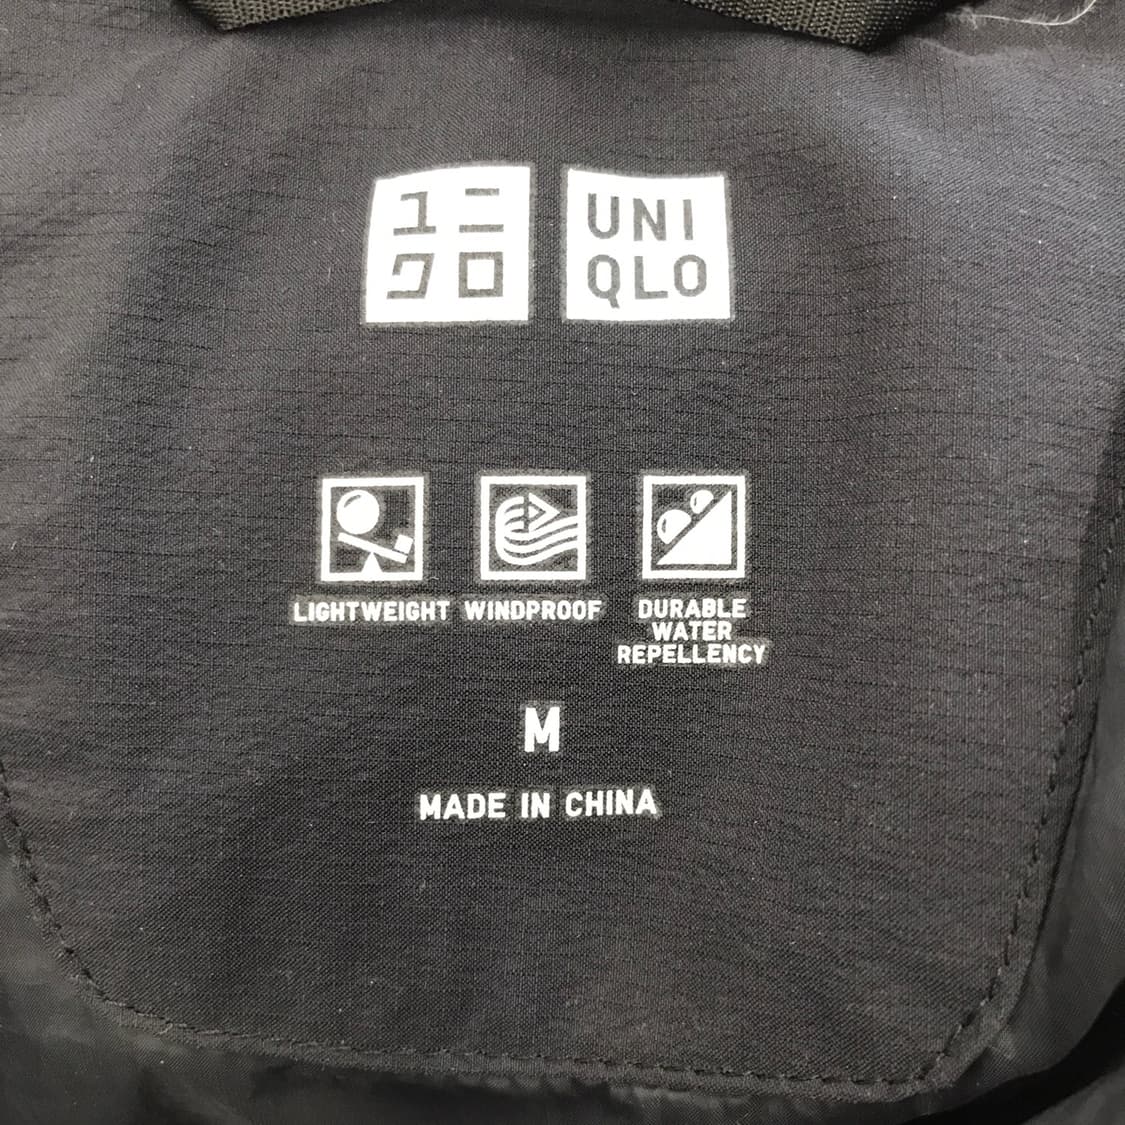 ユニ
クロ
UNI
QLO
LIGHTWEIGHT
WINDPROOF
DURABLE
WATER
REPELLENCY
M
MADE IN CHINA